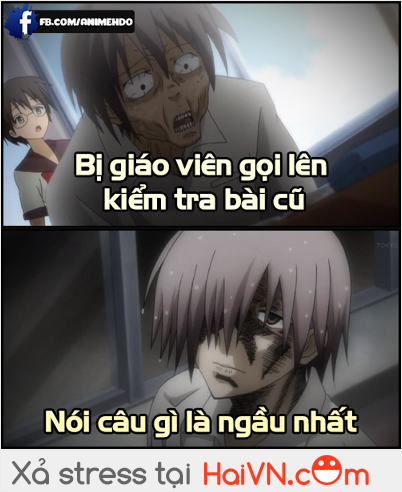 FB.COM/ANIMEHDO
Bị giáo viên gọi lên
kiểm tra bài cũ
Nói câu gì là ngầu nhất
Xả stress tại HaiVN.com